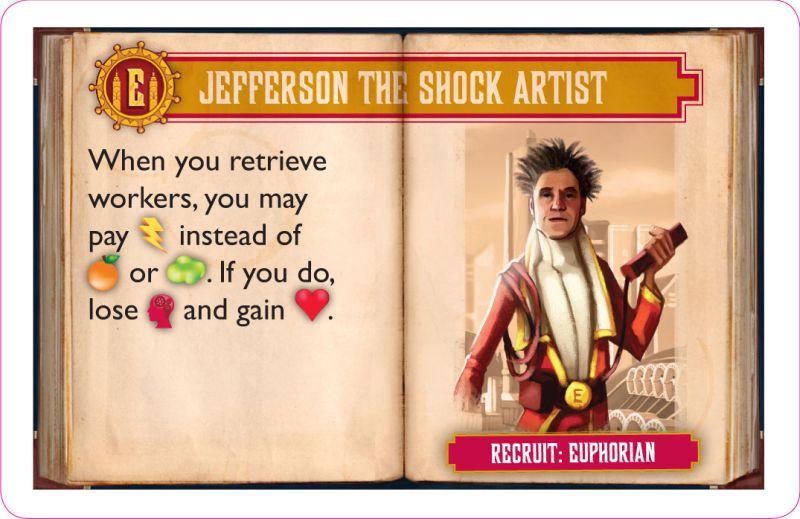 E
JEFFERSON THE SHOCK ARTIST
When you retrieve
workers, you may
pay instead of
or . If you do,
lose and gain .
E
RECRUIT: EUPHORIAN